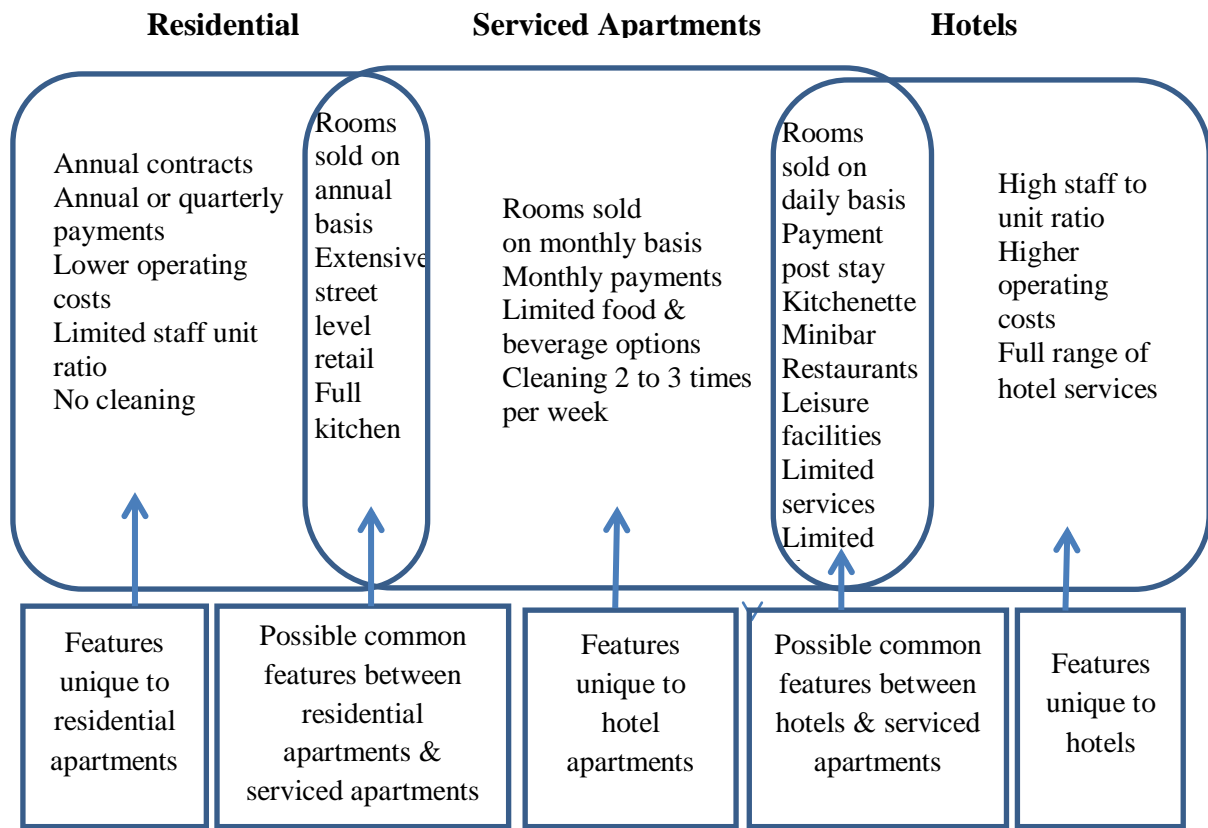 Residential
Serviced Apartments
Hotels
Annual contracts
Annual or quarterly
payments
Lower operating
costs
Limited staff unit
ratio
No cleaning
Rooms
sold on
annual
basis
Extensive
street
level
retail
Full
kitchen
Rooms sold
on monthly basis
Monthly payments
Limited food &
beverage options
Cleaning 2 to 3 times
per week
Rooms
sold on
daily basis
Payment
post stay
Kitchenette
Minibar
Restaurants
Leisure
facilities
Limited
services
Limited
High staff to
unit ratio
Higher
operating
costs
Full range of
hotel services
Features
unique to
residential
apartments
Possible common
features between
residential
apartments &
serviced apartments
Features
unique to
hotel
apartments
Possible common
features between
hotels & serviced
apartments
Features
unique to
hotels